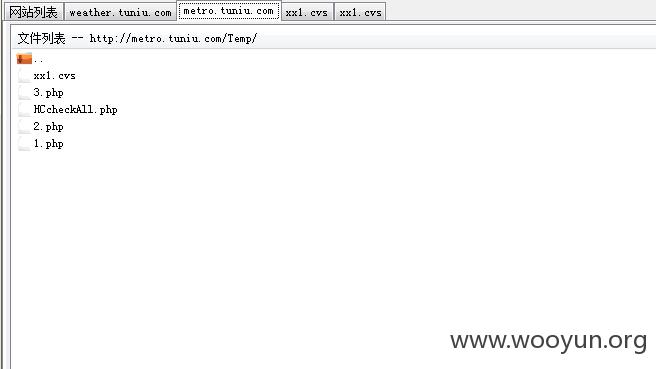 网站列表 weather.tuniu.com metro.tuniu.com xx1.cvs xx1.cvs
文件列表 -- http://metro.tuniu.com/Temp/
..
xx1.cvs
3.php
HCcheckAll.php
2.php
1.php
www.wooyun.org